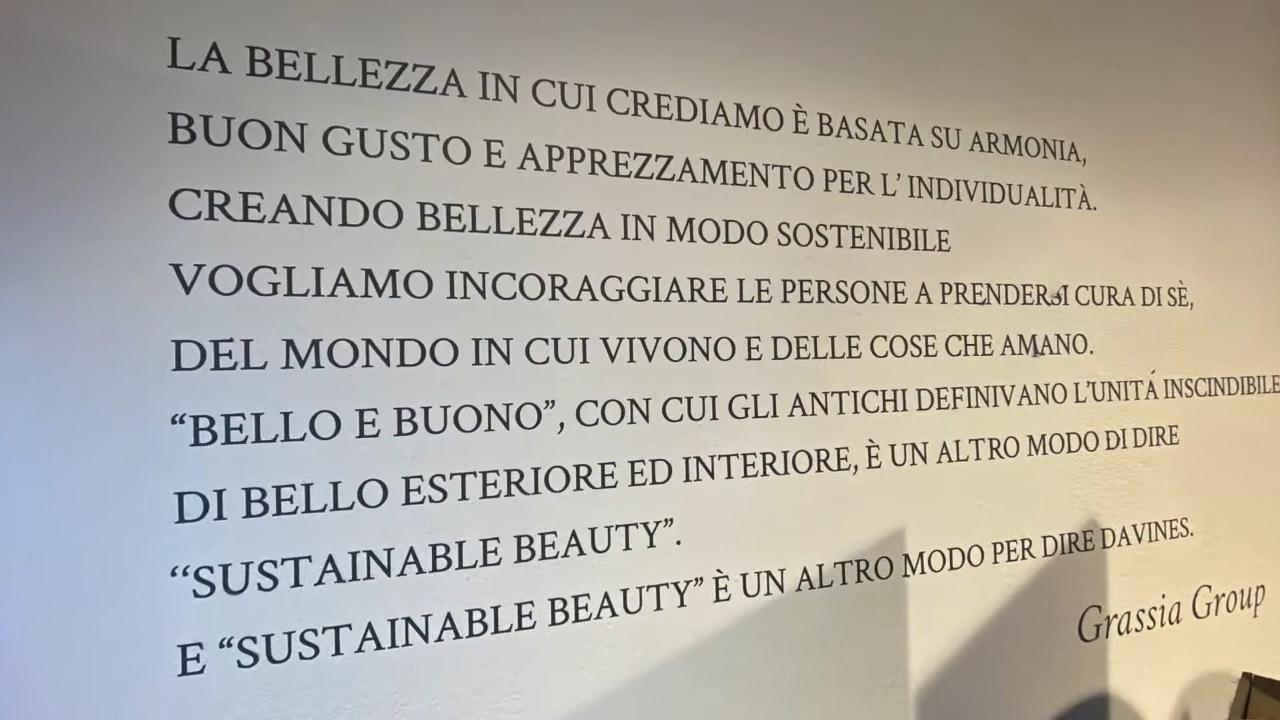 LA BELLEZZA IN CUI CREDIAMO È BASATA SU ARMONIA,
BUON GUSTO E APPREZZAMENTO PER L' INDIVIDUALITÀ.
CREANDO BELLEZZA IN MODO SOSTENIBILE
VOGLIAMO INCORAGGIARE LE PERSONE A PRENDERSI CURA DI SÈ,
DEL MONDO IN CUI VIVONO E DELLE COSE CHE AMANO.
“BELLO E BUONO”, CON CUI GLI ANTICHI DEFINIVANO L'UNITÁ INSCINDIBILE
DI BELLO ESTERIORE ED INTERIORE, È UN ALTRO MODO DI DIRE
“SUSTAINABLE BEAUTY”.
E “SUSTAINABLE BEAUTY” È UN ALTRO MODO PER DIRE DAVINES.
Grassia Group